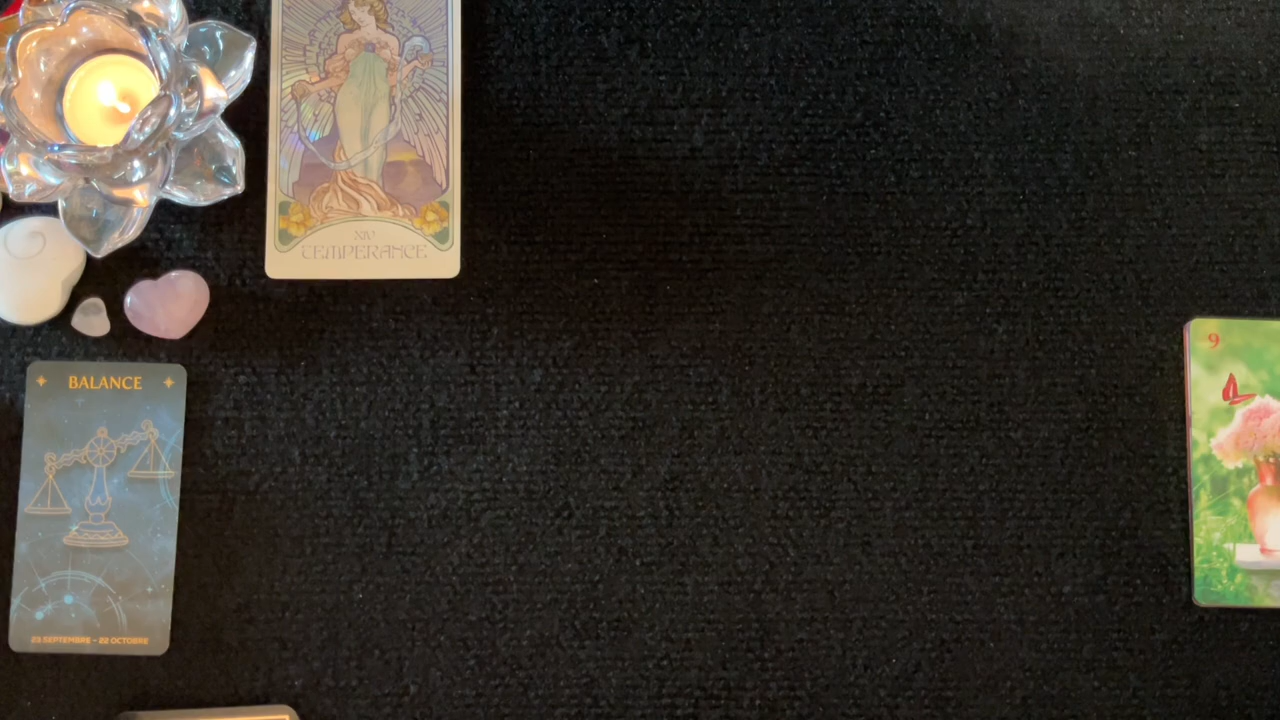 XIV
TEMPERANCE
BALANCE
23 SEPTEMBRE - 22 OCTOBRE
9